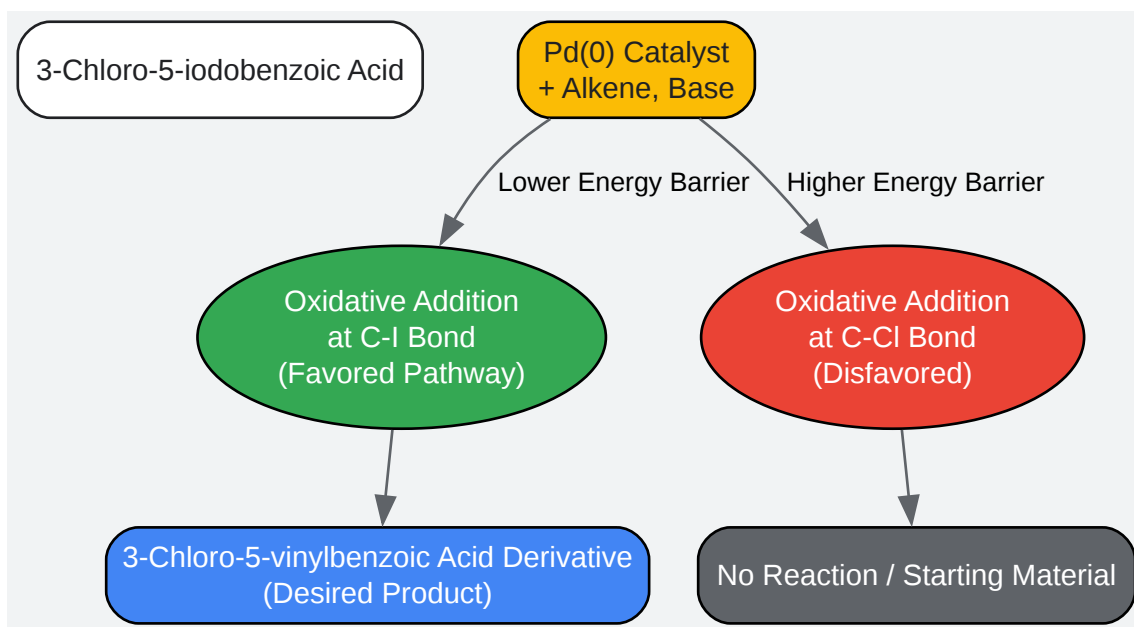 3-Chloro-5-iodobenzoic Acid
Pd(0) Catalyst
+ Alkene, Base
Lower Energy Barrier
Higher Energy Barrier
Oxidative Addition
at C-I Bond
(Favored Pathway)
Oxidative Addition
at C-Cl Bond
(Disfavored)
3-Chloro-5-vinylbenzoic Acid Derivative
(Desired Product)
No Reaction / Starting Material